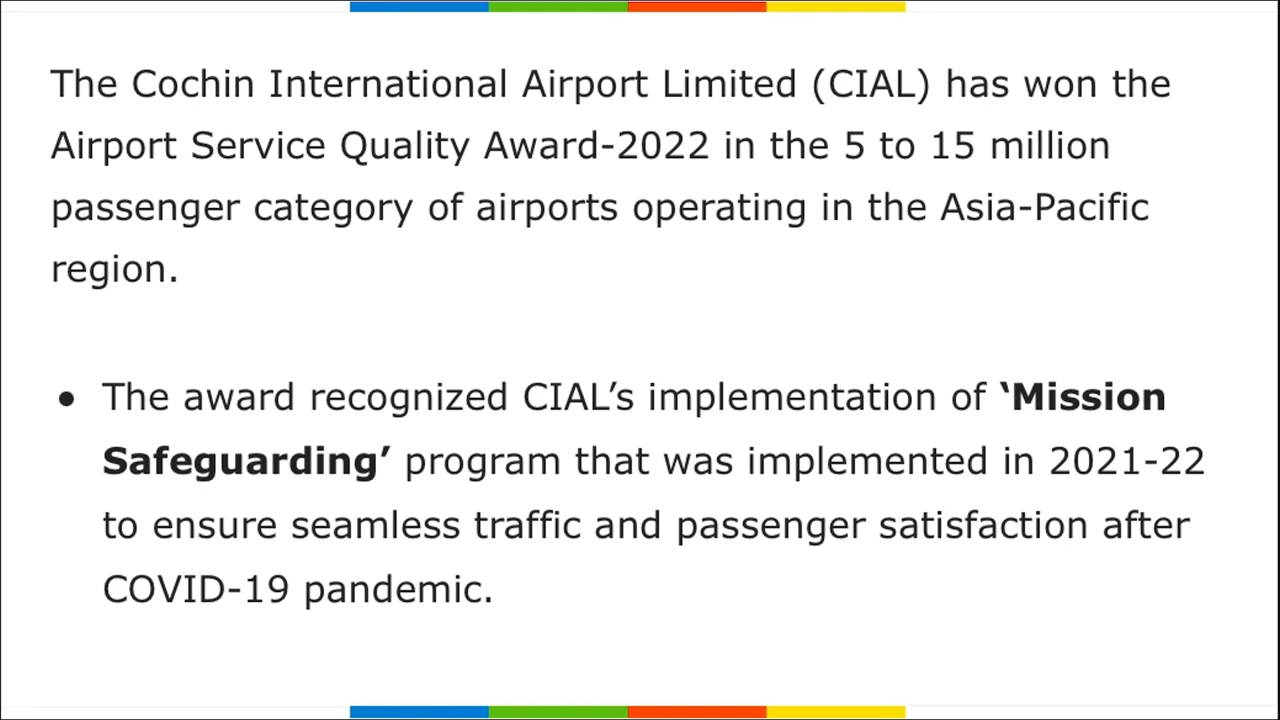 The Cochin International Airport Limited (CIAL) has won the
Airport Service Quality Award-2022 in the 5 to 15 million
passenger category of airports operating in the Asia-Pacific
region.
● The award recognized CIAL’s implementation of ‘Mission
Safeguarding’ program that was implemented in 2021-22
to ensure seamless traffic and passenger satisfaction after
COVID-19 pandemic.